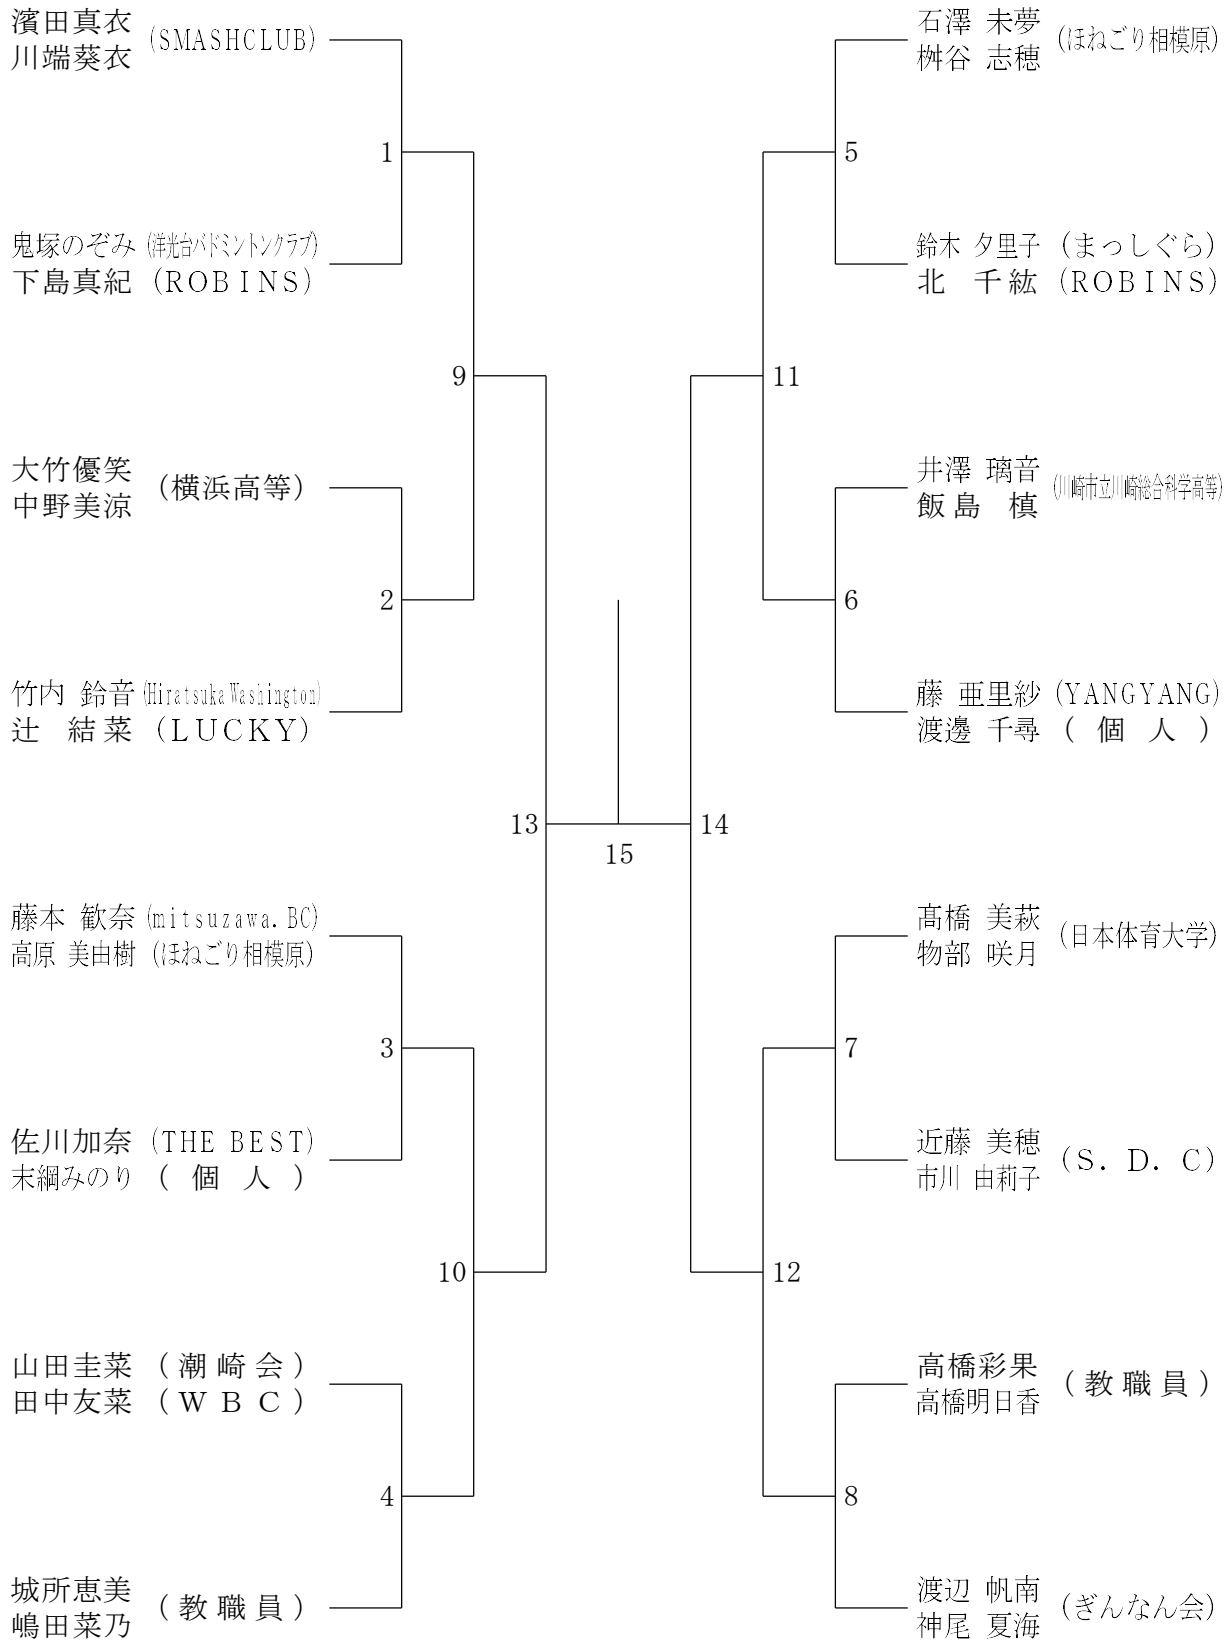 濱田真衣 (SMASHCLUB)
川端葵衣
1
鬼塚のぞみ (洋光台バドミントンクラブ)
下島真紀 (ROBINS)
9
大竹優笑 (横浜高等)
中野美涼
2
竹内 鈴音 (Hiratsuka Washington)
辻 結菜 (LUCKY)
13
藤本 歓奈 (mitsuzawa.BC)
高原 美由樹 (ほねごり相模原)
3
佐川加奈 (THE BEST)
末綱みのり (個人)
10
山田圭菜 (潮崎会)
田中友菜 (WBC)
4
城所恵美 (教職員)
嶋田菜乃
15
石澤 未夢 (ほねごり相模原)
桝谷 志穂
5
鈴木 夕里子 (まっしぐら)
北 千紘 (ROBINS)
11
井澤 璃音 (川崎市立川崎総合科学高等)
飯島 槙
6
藤 亜里紗 (YANGYANG)
渡邊 千尋 (個人)
14
髙橋 美萩 (日本体育大学)
物部 咲月
7
近藤 美穂 (S.D.C)
市川 由莉子
12
高橋彩果 (教職員)
高橋明日香
8
渡辺 帆南 (ぎんなん会)
神尾 夏海